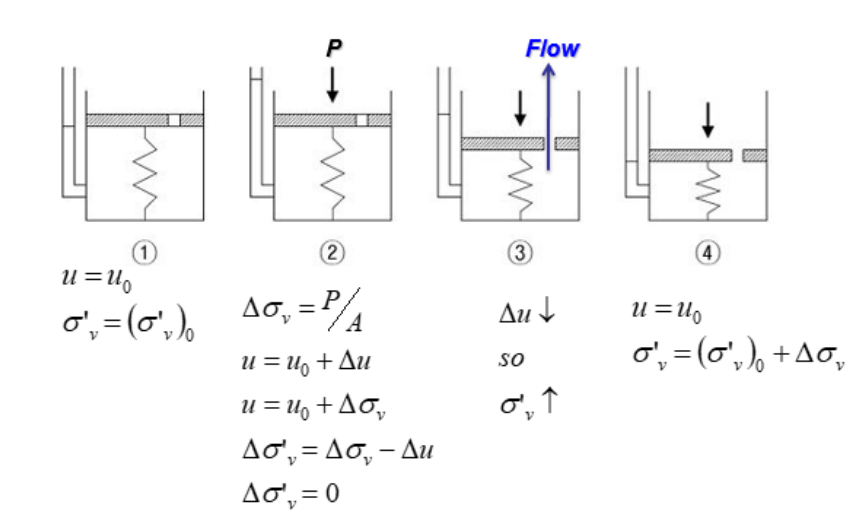 P
Flow
①
②
③
④
u = u₀
σ'ᵥ = (σ'ᵥ)₀
Δσᵥ = P/A
u = u₀ + Δu
u = u₀ + Δσᵥ
Δσ'ᵥ = Δσᵥ − Δu
Δσ'ᵥ = 0
Δu ↓
so
σ'ᵥ ↑
u = u₀
σ'ᵥ = (σ'ᵥ)₀ + Δσᵥ